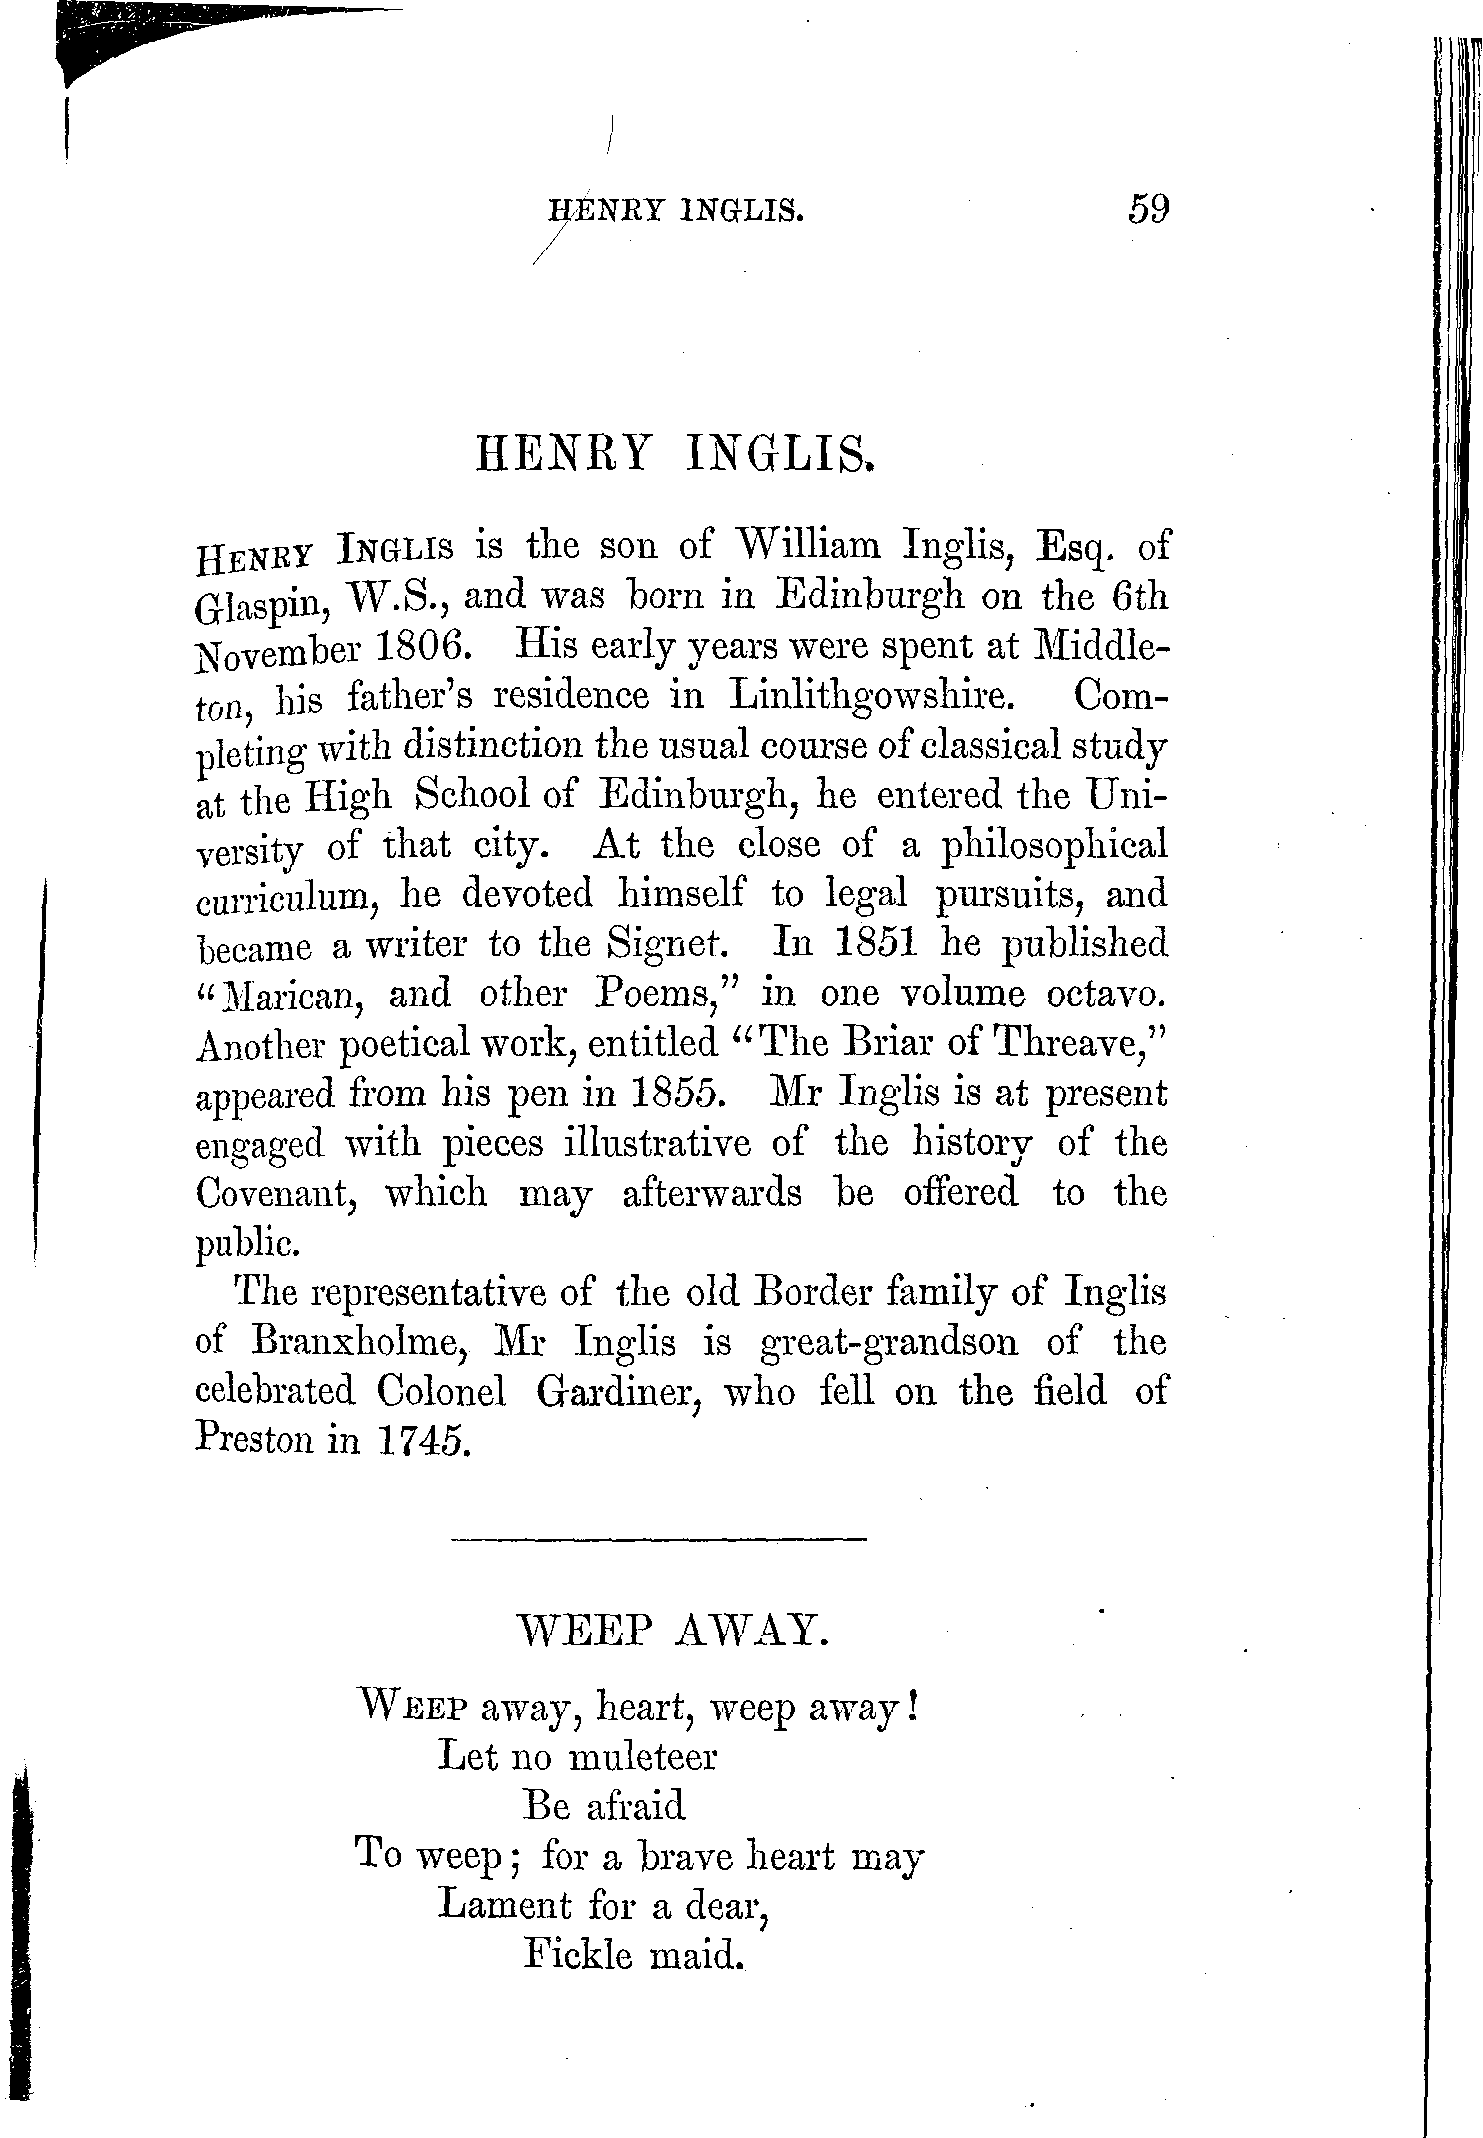 HENRY INGLIS. 59
HENRY INGLIS.
HENRY INGLIS is the son of William Inglis, Esq. of
Glaspin, W.S., and was born in Edinburgh on the 6th
November 1806. His early years were spent at Middle-
ton, his father's residence in Linlithgowshire. Com-
pleting with distinction the usual course of classical study
at the High School of Edinburgh, he entered the Uni-
versity of that city. At the close of a philosophical
curriculum, he devoted himself to legal pursuits, and
became a writer to the Signet. In 1851 he published
“Marican, and other Poems,” in one volume octavo.
Another poetical work, entitled “The Briar of Threave,”
appeared from his pen in 1855. Mr Inglis is at present
engaged with pieces illustrative of the history of the
Covenant, which may afterwards be offered to the
public.
The representative of the old Border family of Inglis
of Branxholme, Mr Inglis is great-grandson of the
celebrated Colonel Gardiner, who fell on the field of
Preston in 1745.
WEEP AWAY.
WEEP away, heart, weep away!
Let no muleteer
Be afraid
To weep; for a brave heart may
Lament for a dear,
Fickle maid.